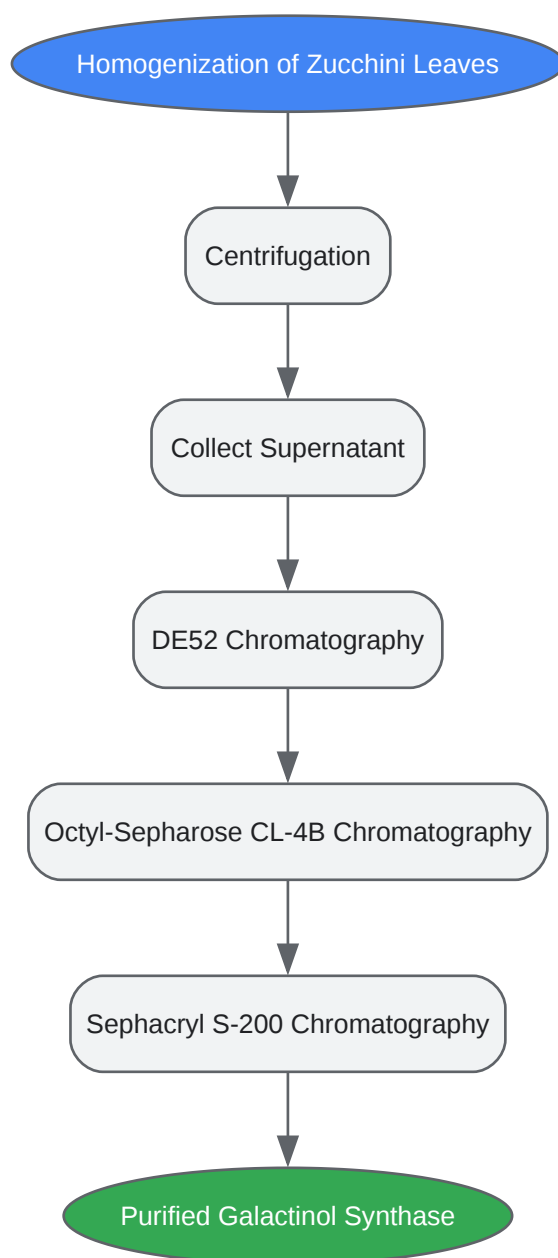 Homogenization of Zucchini Leaves
Centrifugation
Collect Supernatant
DE52 Chromatography
Octyl-Sepharose CL-4B Chromatography
Sephacryl S-200 Chromatography
Purified Galactinol Synthase